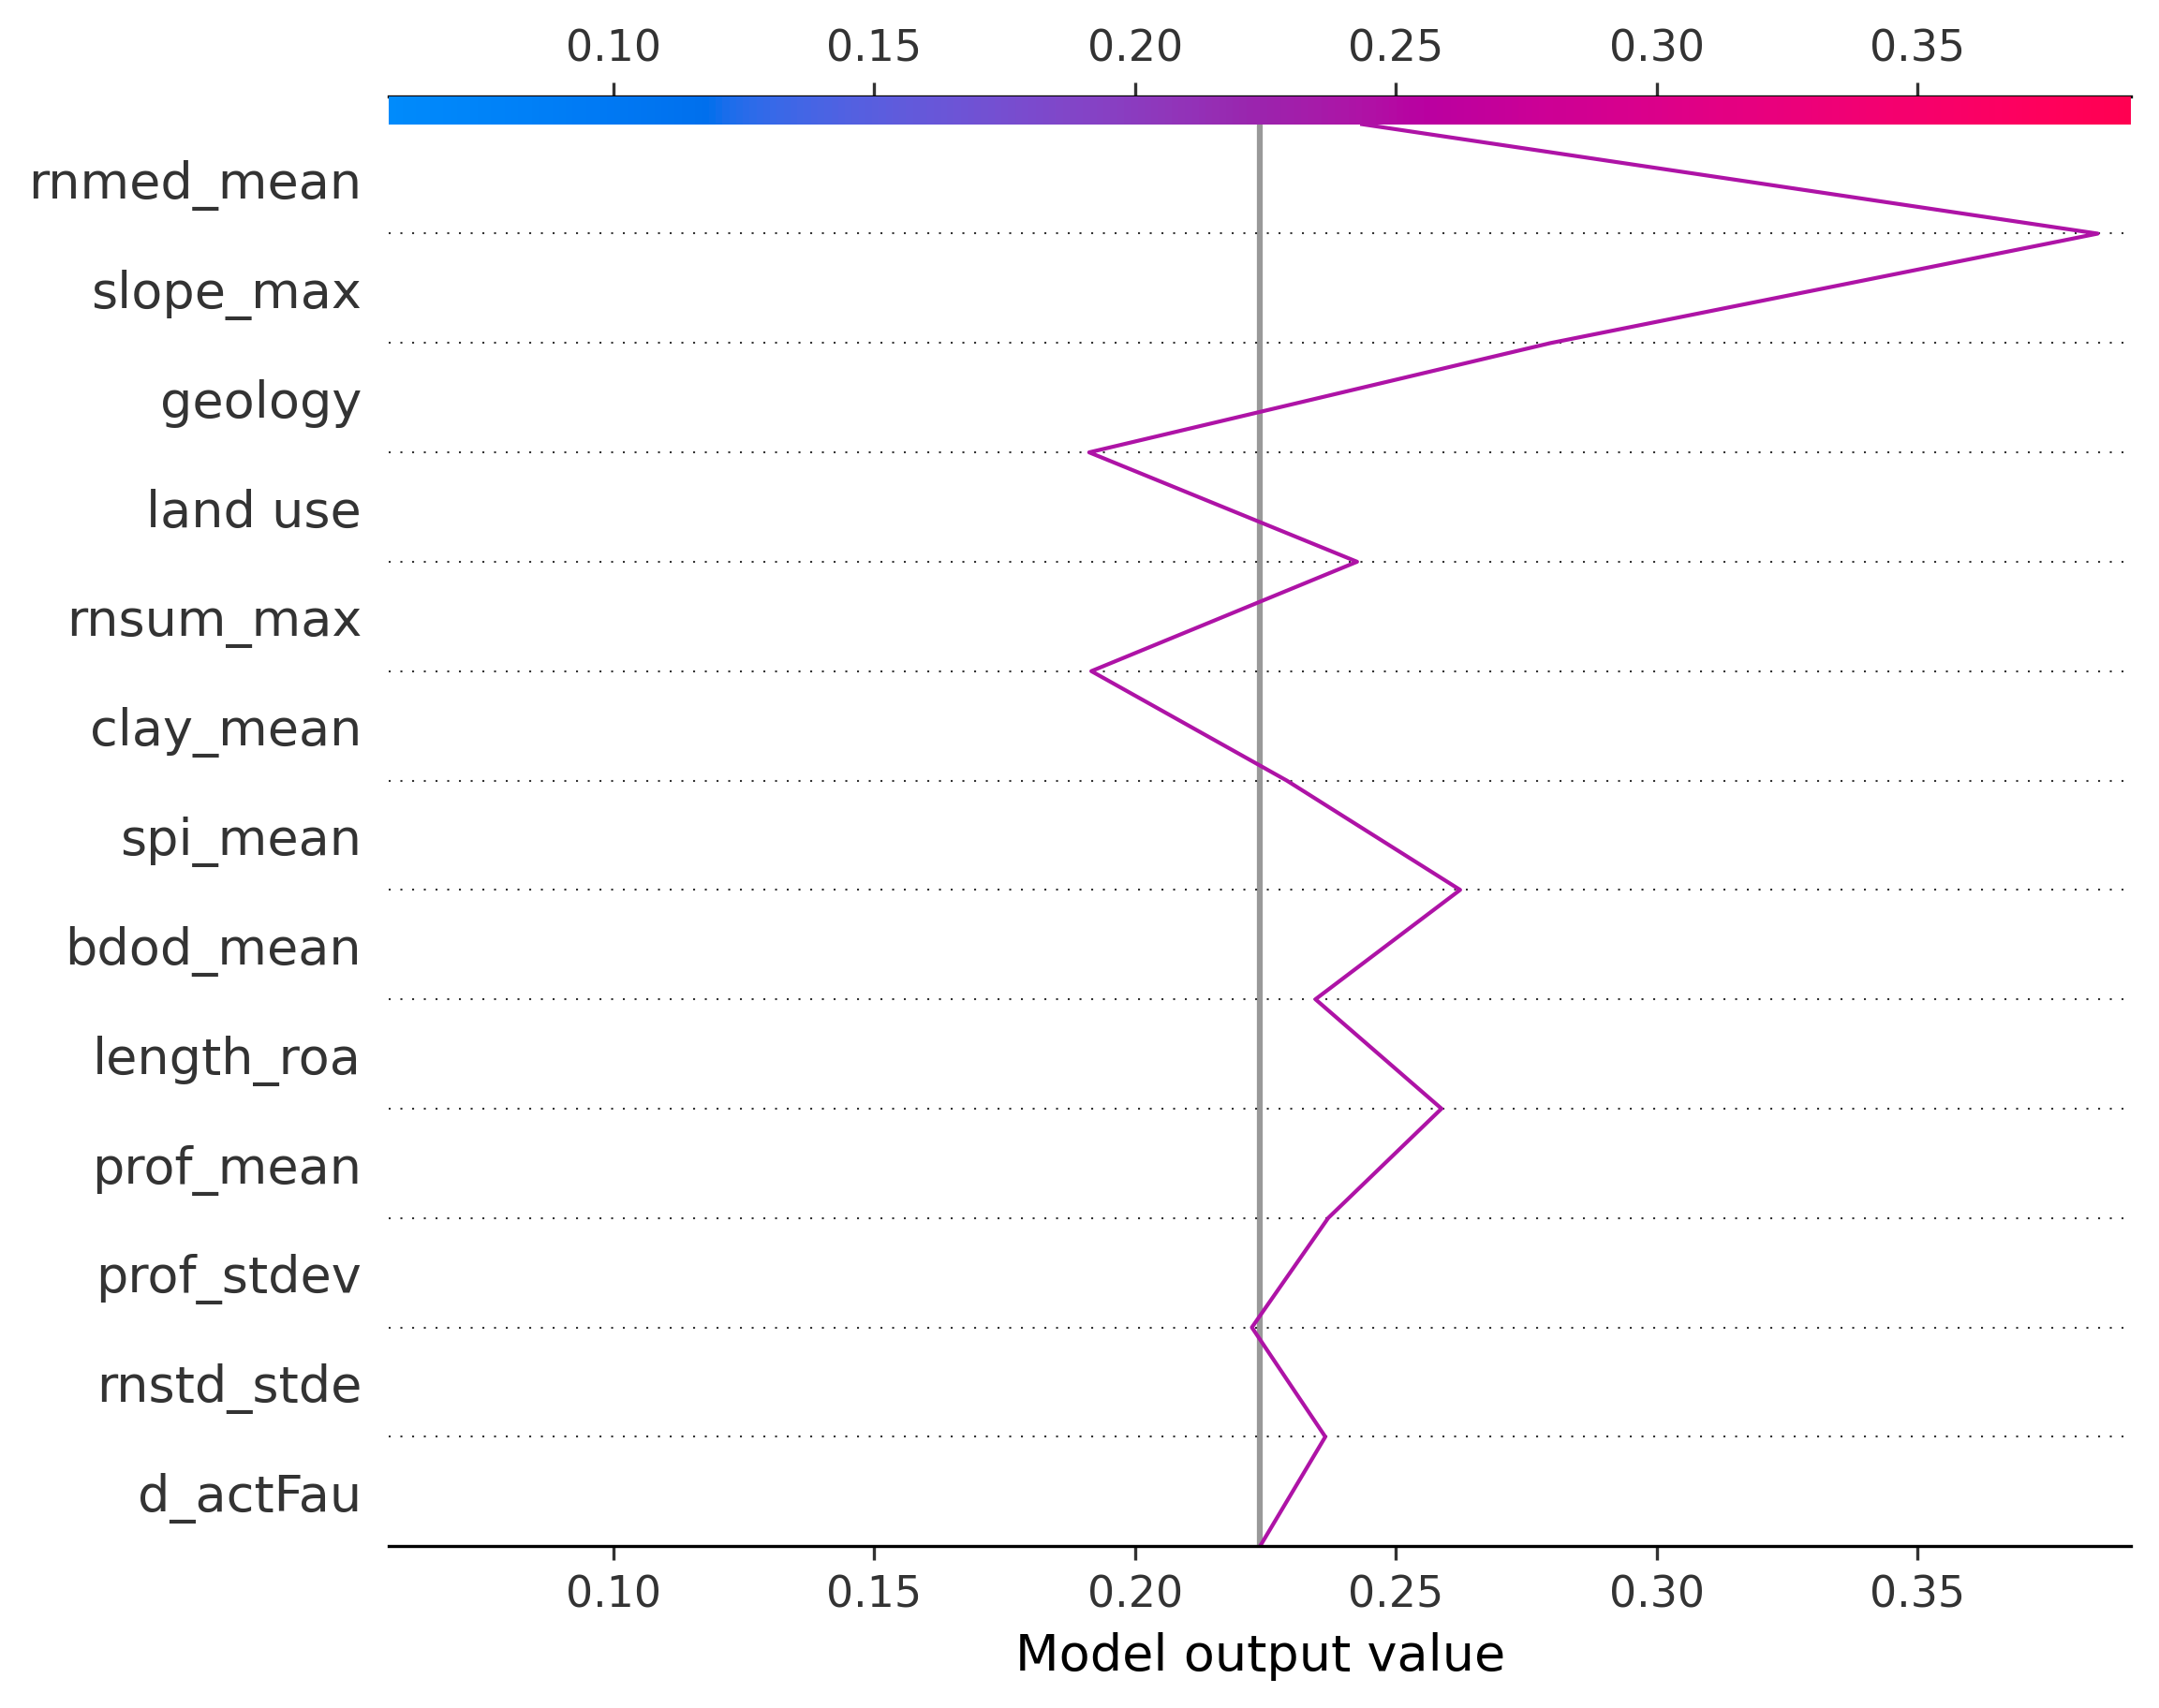 0.10 0.15 0.20 0.25 0.30 0.35
rnmed_mean
slope_max
geology
land use
rnsum_max
clay_mean
spi_mean
bdod_mean
length_roa
prof_mean
prof_stdev
rnstd_stde
d_actFau
0.10 0.15 0.20 0.25 0.30 0.35
Model output value